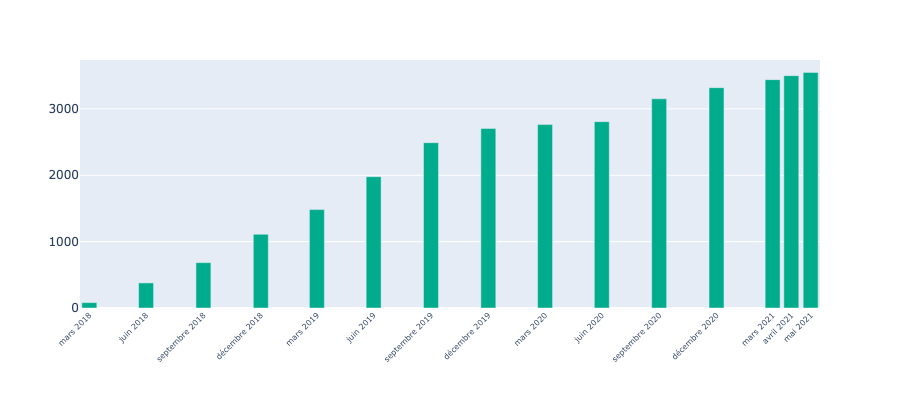 3000
2000
1000
0
mars 2018
juin 2018
septembre 2018
décembre 2018
mars 2019
juin 2019
septembre 2019
décembre 2019
mars 2020
juin 2020
septembre 2020
décembre 2020
mars 2021
avril 2021
mai 2021